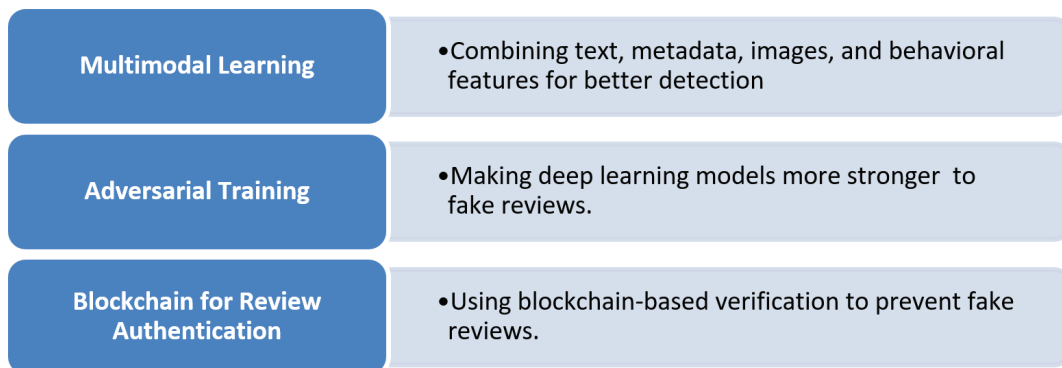 Multimodal Learning
•Combining text, metadata, images, and behavioral
features for better detection
Adversarial Training
•Making deep learning models more stronger  to
fake reviews.
Blockchain for Review
Authentication
•Using blockchain-based verification to prevent fake
reviews.